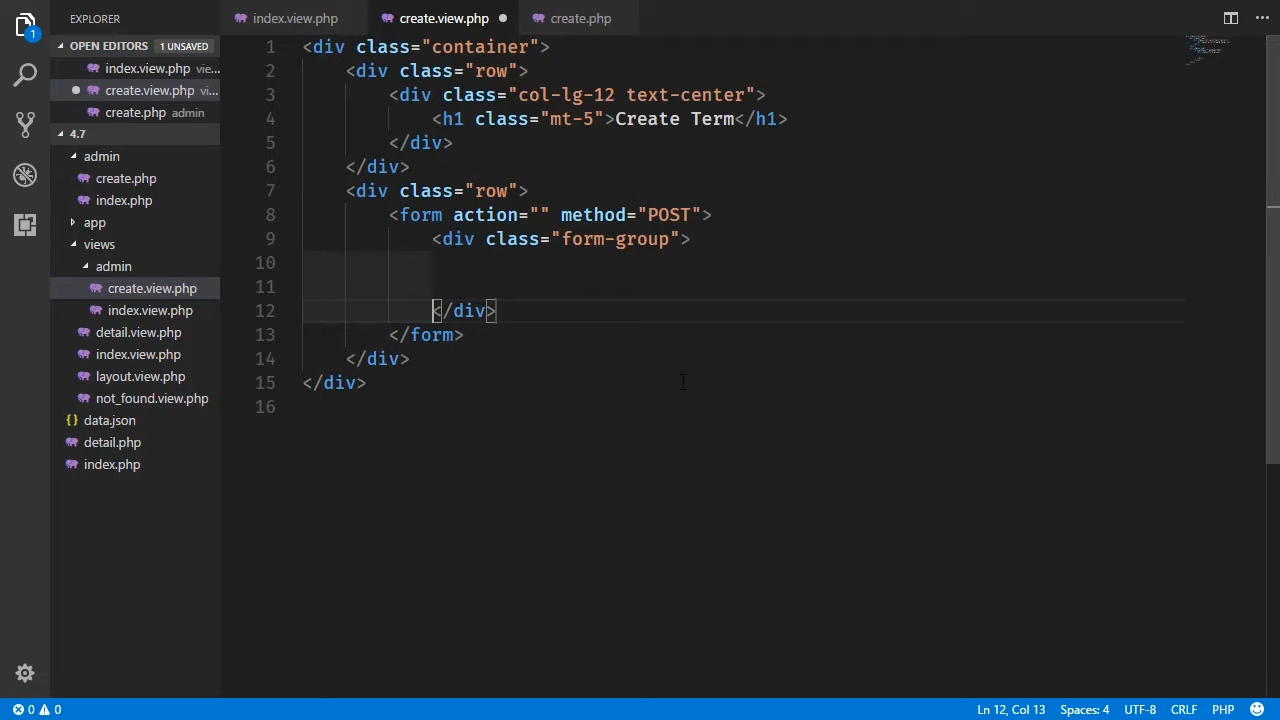 EXPLORER
index.view.php
create.view.php
create.php
OPEN EDITORS
1 UNSAVED
index.view.php vie...
create.view.php vi...
create.php admin
4.7
admin
create.php
index.php
app
views
admin
create.view.php
index.view.php
detail.view.php
index.view.php
layout.view.php
not_found.view.php
{ } data.json
detail.php
index.php
1 <div class="container">
2 <div class="row">
3 <div class="col-lg-12 text-center">
4 <h1 class="mt-5">Create Term</h1>
5 </div>
6 </div>
7 <div class="row">
8 <form action="" method="POST">
9 <div class="form-group">
10
11
12 </div>
13 </form>
14 </div>
15 </div>
16
1
0 0
Ln 12, Col 13
Spaces: 4
UTF-8
CRLF
PHP